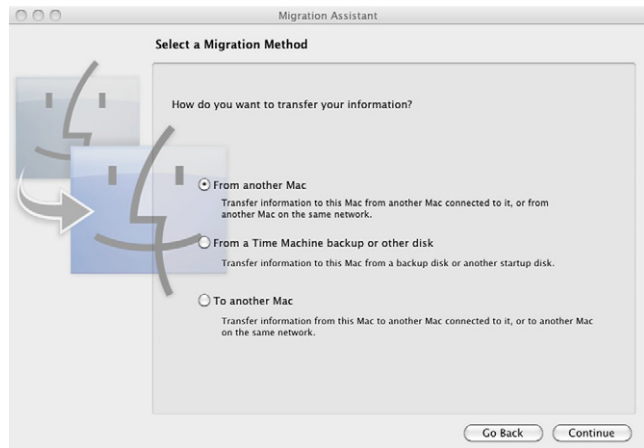 Migration Assistant
Select a Migration Method
How do you want to transfer your information?
From another Mac
Transfer information to this Mac from another Mac connected to it, or from
another Mac on the same network.
From a Time Machine backup or other disk
Transfer information to this Mac from a backup disk or another startup disk.
To another Mac
Transfer information from this Mac to another Mac connected to it, or to another Mac
on the same network.
Go Back
Continue